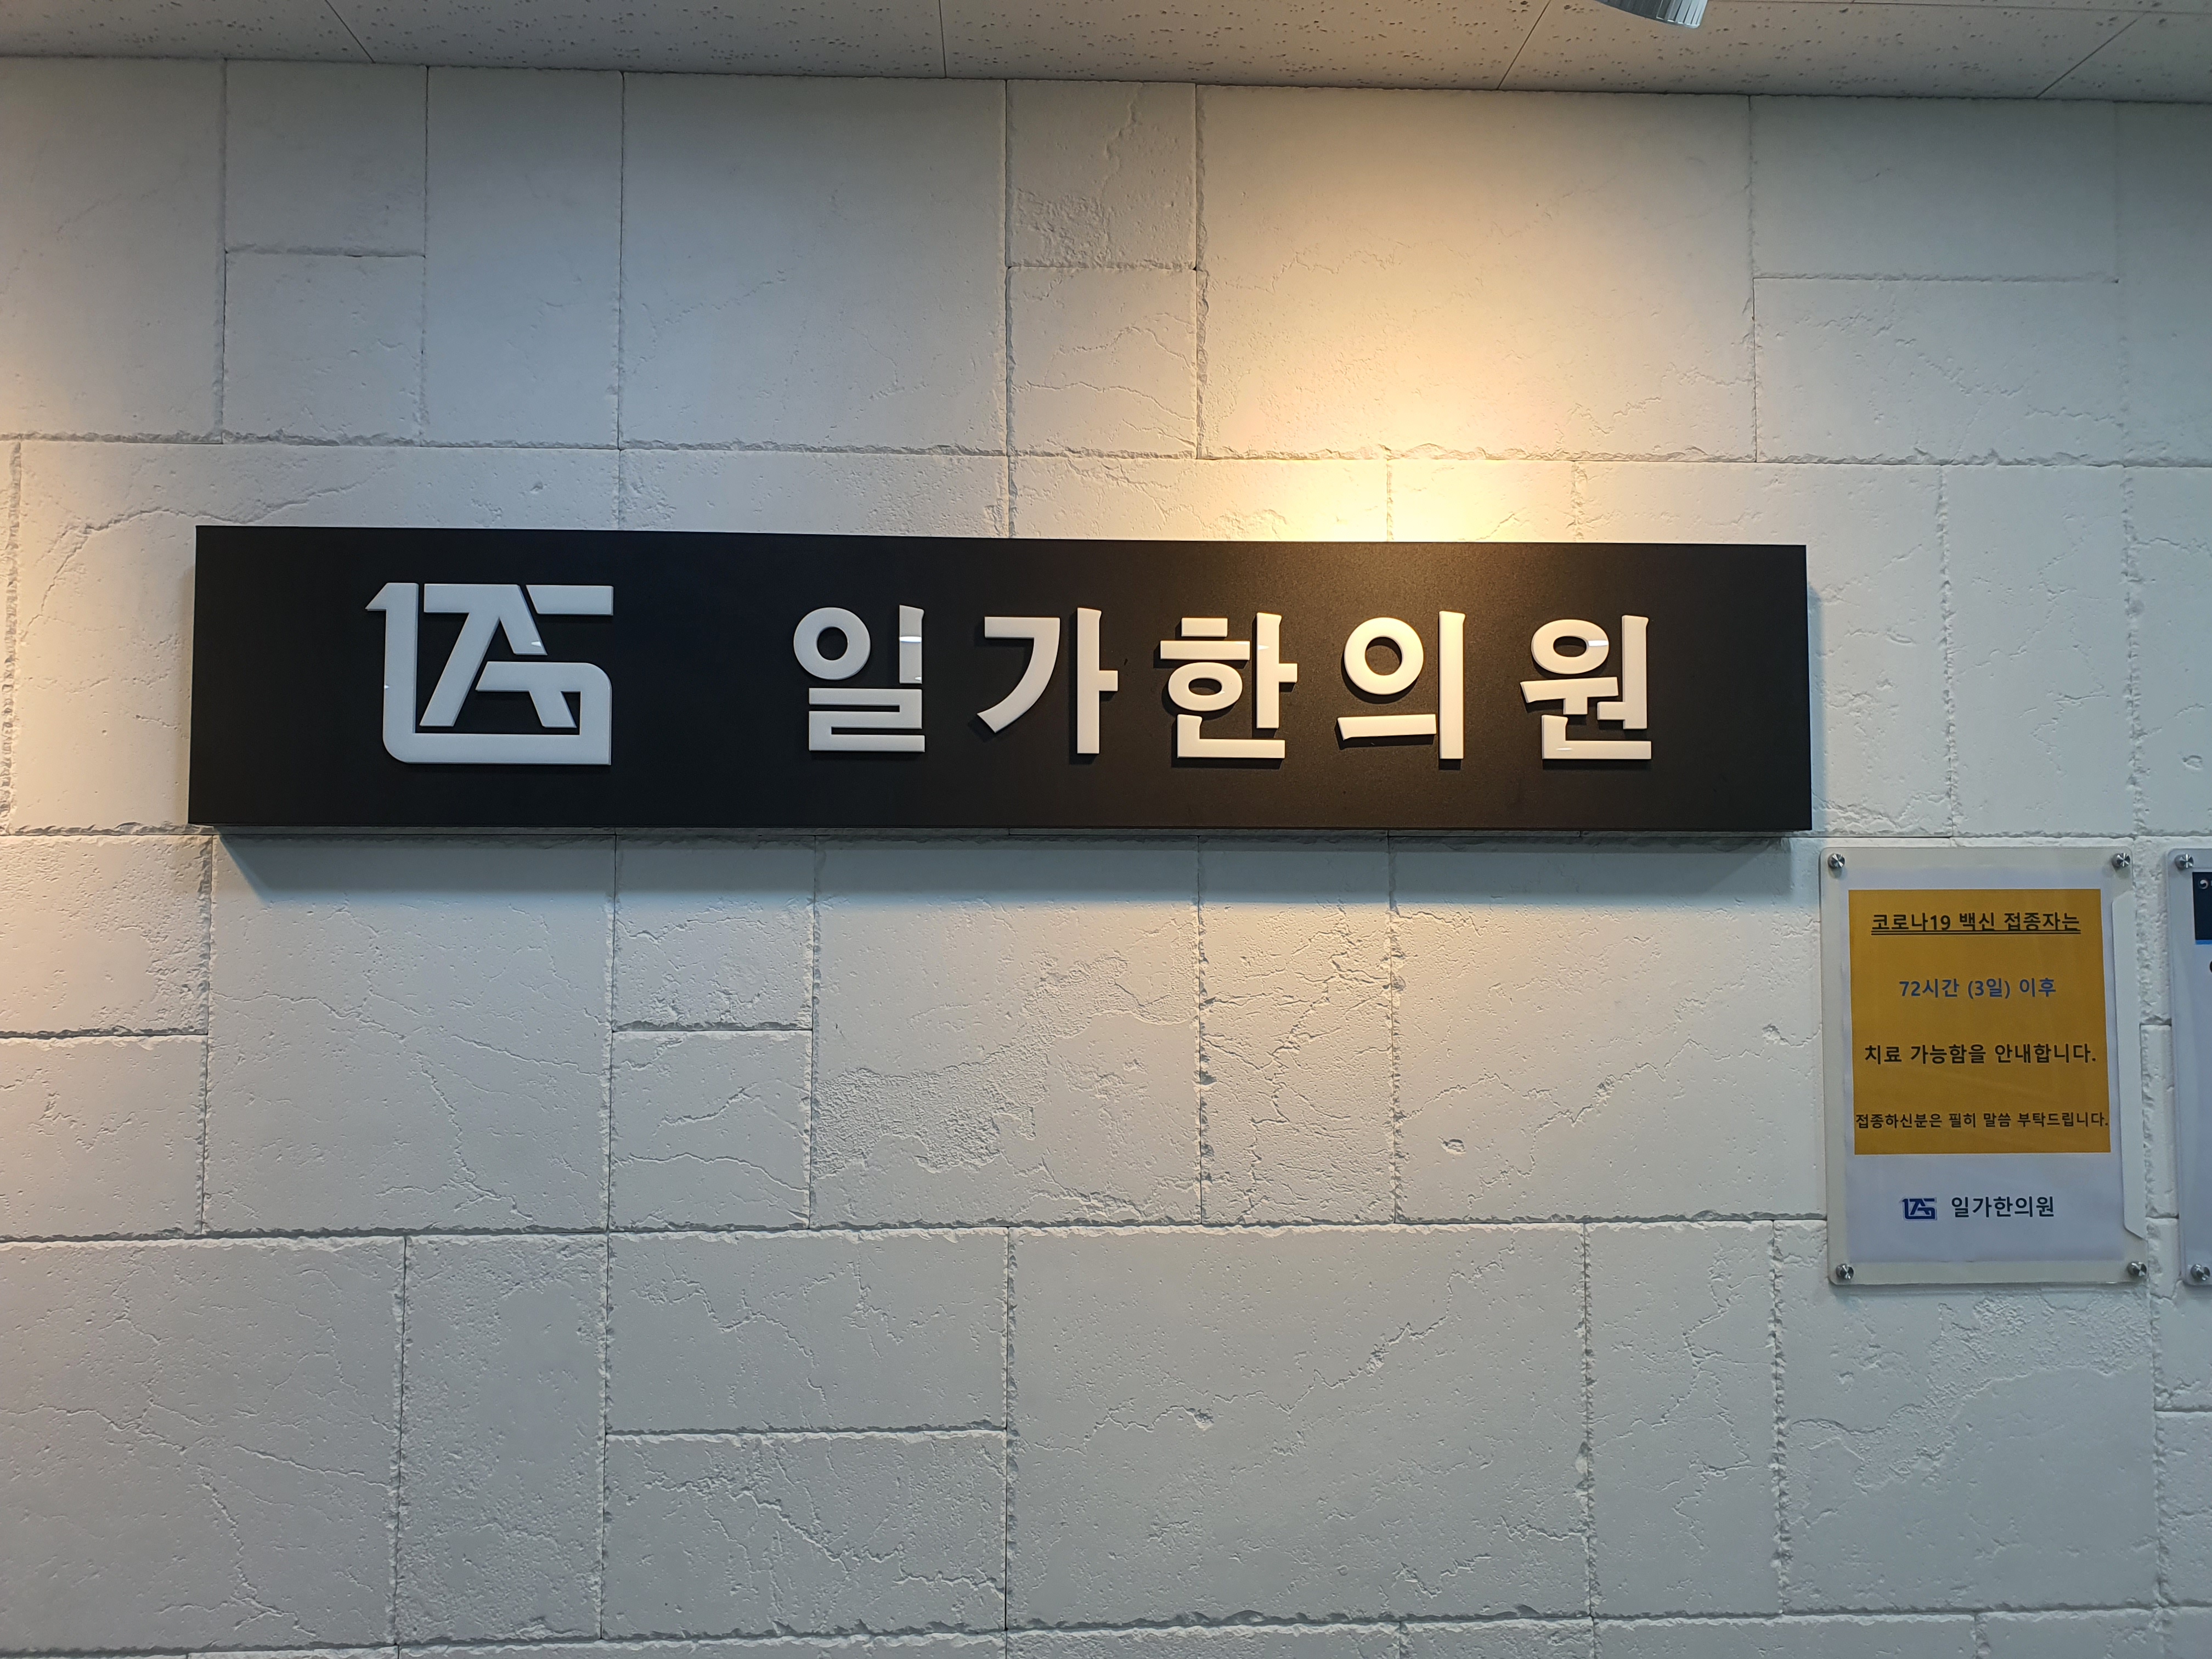 일가한의원
코로나19 백신 접종자는
72시간 (3일) 이후
치료 가능함을 안내합니다.
접종하신분은 필히 말씀 부탁드립니다.
일가한의원